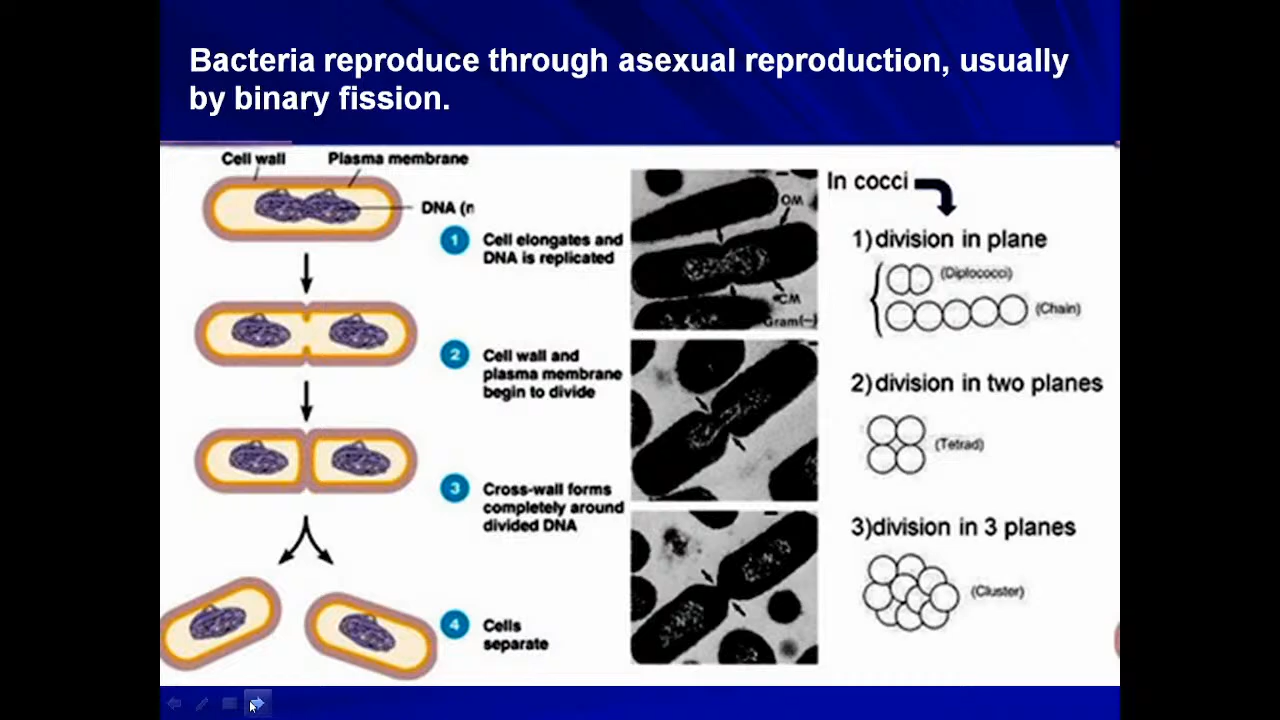 Bacteria reproduce through asexual reproduction, usually
by binary fission.
Cell wall
Plasma membrane
DNA (n
1 Cell elongates and
DNA is replicated
2 Cell wall and
plasma membrane
begin to divide
3 Cross-wall forms
completely around
divided DNA
4 Cells
separate
OM
CM
Gram(-)
In cocci
1) division in plane
(Diplococci)
(Chain)
2) division in two planes
(Tetrad)
3)division in 3 planes
(Cluster)